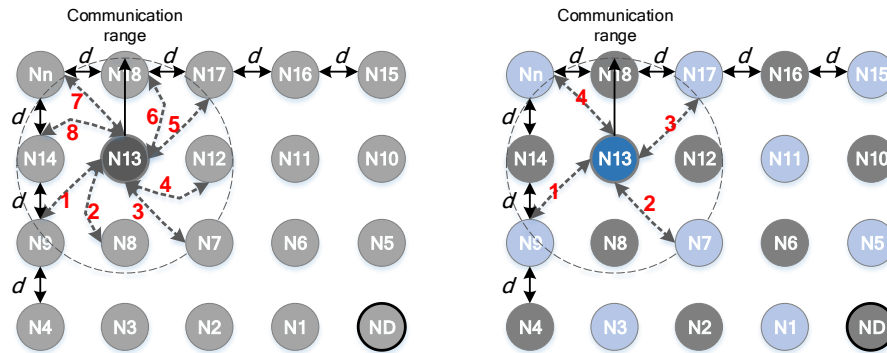 Communication
range
d d d d
Nn N18 N17 N16 N15
7 6 5
d 8
N14 N13 N12 N11 N10
4
d 1 2 3
N9 N8 N7 N6 N5
d
N4 N3 N2 N1 ND
Communication
range
d d d d
Nn N18 N17 N16 N15
4
d 3
N14 N13 N12 N11 N10
d 1 2
N9 N8 N7 N6 N5
d
N4 N3 N2 N1 ND